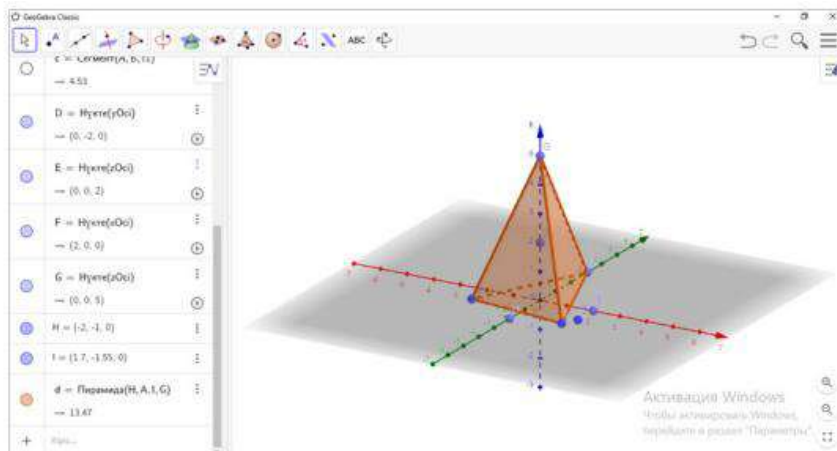 GeoGebra Classic
ABC
c = Сегмент(A, B, f1)
→ 4.53
D = Нүкте(yOci)
→ (0, -2, 0)
E = Нүкте(zOci)
→ (0, 0, 2)
F = Нүкте(xOci)
→ (2, 0, 0)
G = Нүкте(zOci)
→ (0, 0, 5)
H = (-2, -1, 0)
I = (1.7, -1.55, 0)
d = Пирамида(H, A, I, G)
→ 13.47
Активация Windows
Чтобы активировать Windows,
перейдите в раздел "Параметры".